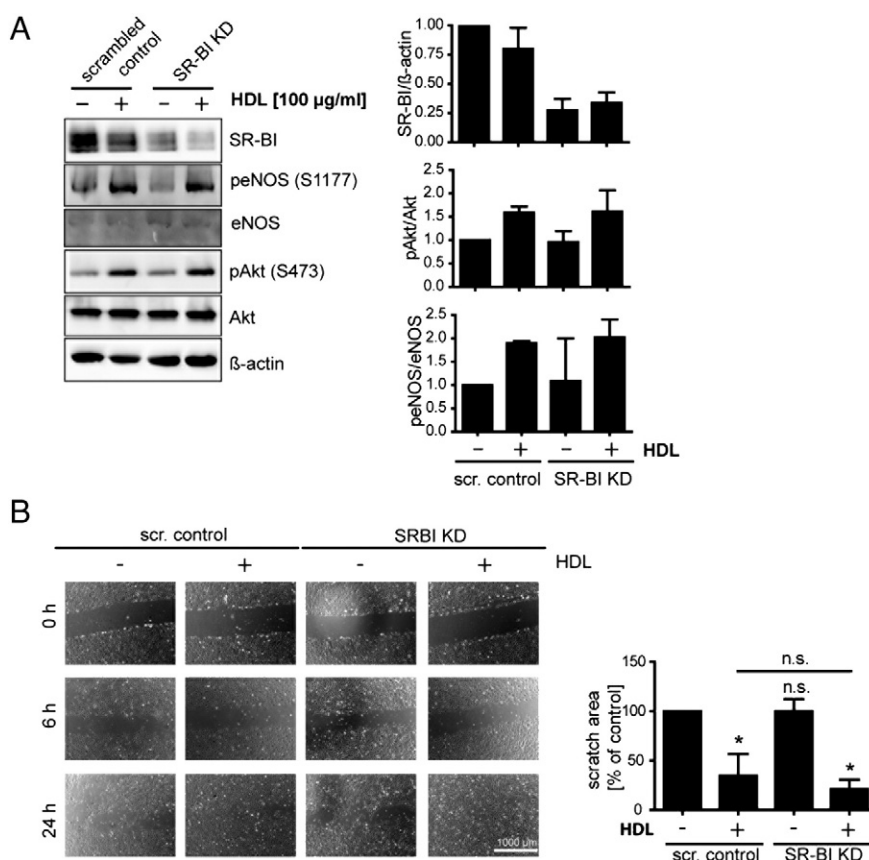 A
scrambled control
SR-BI KD
− + − +
HDL [100 µg/ml]
SR-BI
peNOS (S1177)
eNOS
pAkt (S473)
Akt
ß-actin
SR-BI/ß-actin
1.00
0.75
0.50
0.25
0.00
pAkt/Akt
2.5
2.0
1.5
1.0
0.5
0.0
peNOS/eNOS
2.5
2.0
1.5
1.0
0.5
0.0
− + − + HDL
scr. control SR-BI KD
B
scr. control SRBI KD
- + - + HDL
0 h
6 h
24 h
1000 µm
scratch area
[% of control]
150
100
50
0
n.s.
n.s.
*
*
HDL - + - +
scr. control SR-BI KD